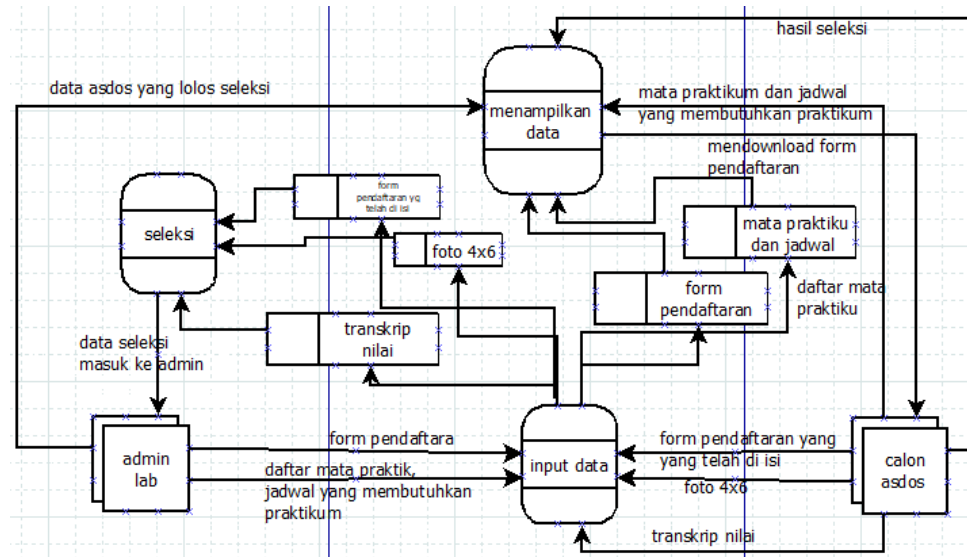 hasil seleksi
data asdos yang lolos seleksi
menampilkan
data
mata praktikum dan jadwal
yang membutuhkan praktikum
mendownload form
pendaftaran
form
pendaftaran yg
telah di isi
seleksi
foto 4x6
mata praktiku
dan jadwal
form
pendaftaran
daftar mata
praktiku
transkrip
nilai
data seleksi
masuk ke admin
admin
lab
form pendaftara
daftar mata praktik,
jadwal yang membutuhkan
praktikum
input data
form pendaftaran yang
yang telah di isi
foto 4x6
calon
asdos
transkrip nilai